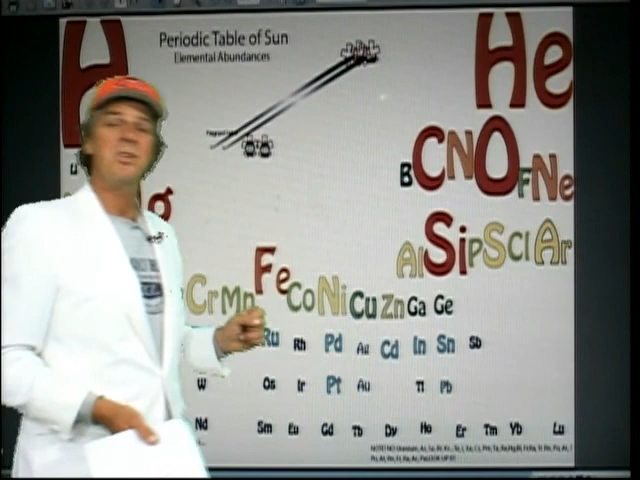 Periodic Table of Sun
Elemental Abundances
H He
Li B C N O F Ne
g Al Si P S Cl Ar
Cr Mn Fe Co Ni Cu Zn Ga Ge
Ru Rh Pd Ag Cd In Sn Sb
W Os Ir Pt Au Tl Pb
Nd Sm Eu Gd Tb Dy Ho Er Tm Yb Lu